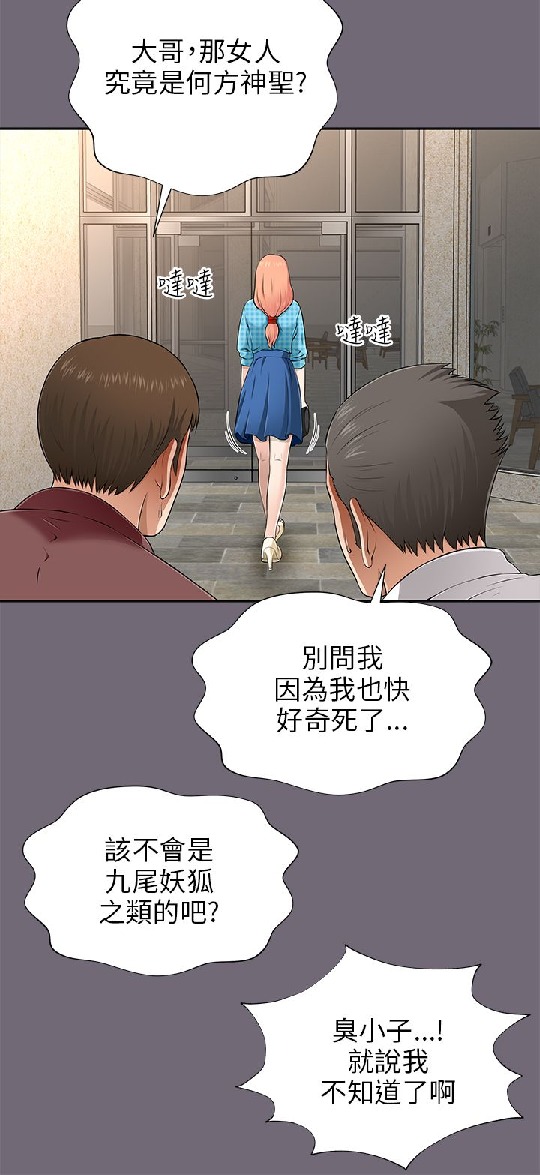 大哥，那女人
究竟是何方神聖?
噠噠
噠噠
別問我
因為我也快
好奇死了...
該不會是
九尾妖狐
之類的吧?
臭小子...!
就說我
不知道了啊